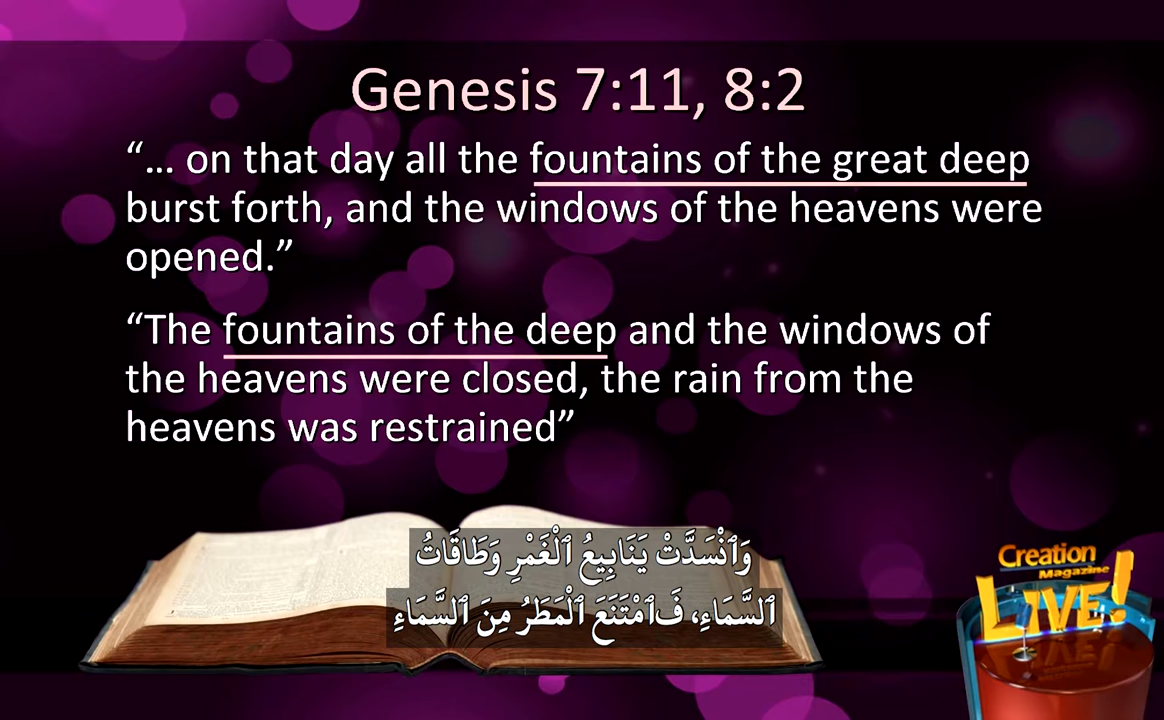 Genesis 7:11, 8:2
“… on that day all the fountains of the great deep
burst forth, and the windows of the heavens were
opened.”
“The fountains of the deep and the windows of
the heavens were closed, the rain from the
heavens was restrained”
وَٱنْسَدَّتْ يَنَابِيعُ ٱلْغَمْرِ وَطَاقَاتُ
ٱلسَّمَاءِ، فَٱمْتَنَعَ ٱلْمَطَرُ مِنَ ٱلسَّمَاءِ
Creation
Magazine
LIVE!